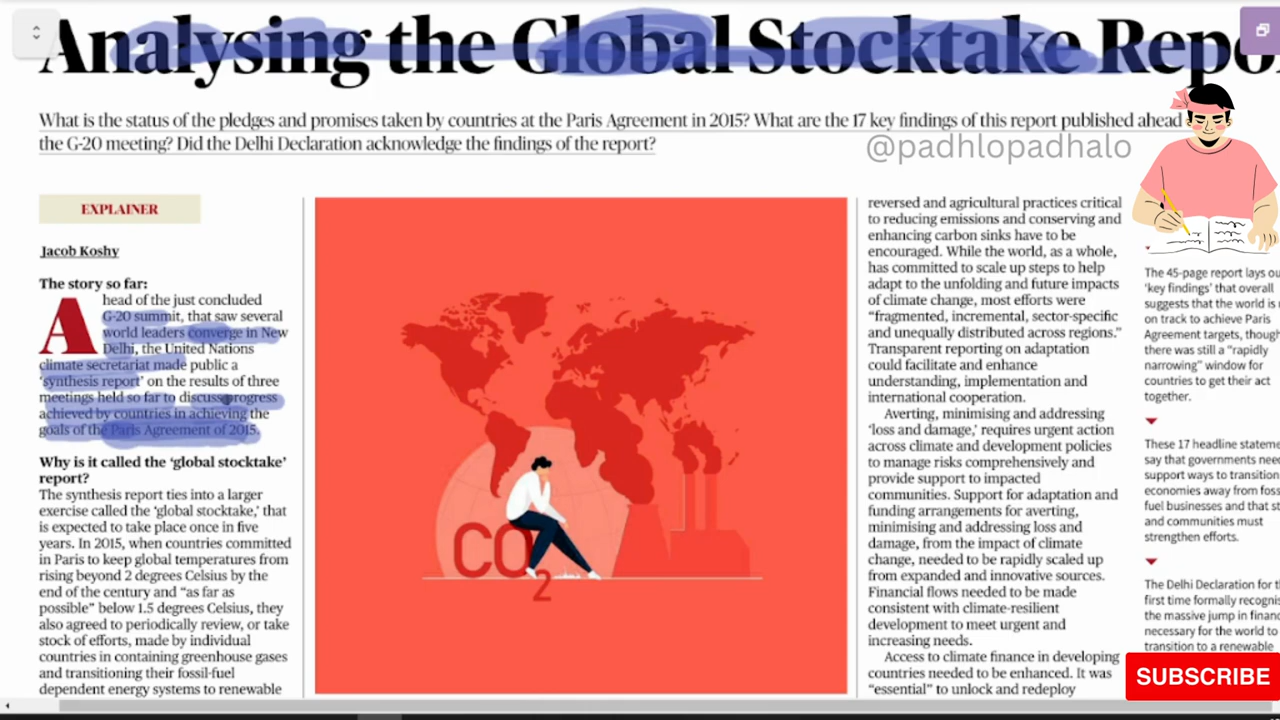 Analysing the Global Stocktake Repo
What is the status of the pledges and promises taken by countries at the Paris Agreement in 2015? What are the 17 key findings of this report published ahead
the G-20 meeting? Did the Delhi Declaration acknowledge the findings of the report?
@padhlopadhalo
EXPLAINER
Jacob Koshy
The story so far:
Ahead of the just concluded
G-20 summit, that saw several
world leaders converge in New
Delhi, the United Nations
climate secretariat made public a
‘synthesis report’ on the results of three
meetings held so far to discuss progress
achieved by countries in achieving the
goals of the Paris Agreement of 2015.
Why is it called the ‘global stocktake’
report?
The synthesis report ties into a larger
exercise called the ‘global stocktake,’ that
is expected to take place once in five
years. In 2015, when countries committed
in Paris to keep global temperatures from
rising beyond 2 degrees Celsius by the
end of the century and “as far as
possible” below 1.5 degrees Celsius, they
also agreed to periodically review, or take
stock of efforts, made by individual
countries in containing greenhouse gases
and transitioning their fossil-fuel
dependent energy systems to renewable
CO2
reversed and agricultural practices critical
to reducing emissions and conserving and
enhancing carbon sinks have to be
encouraged. While the world, as a whole,
has committed to scale up steps to help
adapt to the unfolding and future impacts
of climate change, most efforts were
“fragmented, incremental, sector-specific
and unequally distributed across regions.”
Transparent reporting on adaptation
could facilitate and enhance
understanding, implementation and
international cooperation.
Averting, minimising and addressing
‘loss and damage,’ requires urgent action
across climate and development policies
to manage risks comprehensively and
provide support to impacted
communities. Support for adaptation and
funding arrangements for averting,
minimising and addressing loss and
damage, from the impact of climate
change, needed to be rapidly scaled up
from expanded and innovative sources.
Financial flows needed to be made
consistent with climate-resilient
development to meet urgent and
increasing needs.
Access to climate finance in developing
countries needed to be enhanced. It was
“essential” to unlock and redeploy
The 45-page report lays ou
‘key findings’ that overall
suggests that the world is
on track to achieve Paris
Agreement targets, though
there was still a “rapidly
narrowing” window for
countries to get their act
together.
These 17 headline stateme
say that governments nee
support ways to transition
economies away from foss
fuel businesses and that st
and communities must
strengthen efforts.
The Delhi Declaration for t
first time formally recognis
the massive jump in financ
necessary for the world to
transition to a renewable
SUBSCRIBE